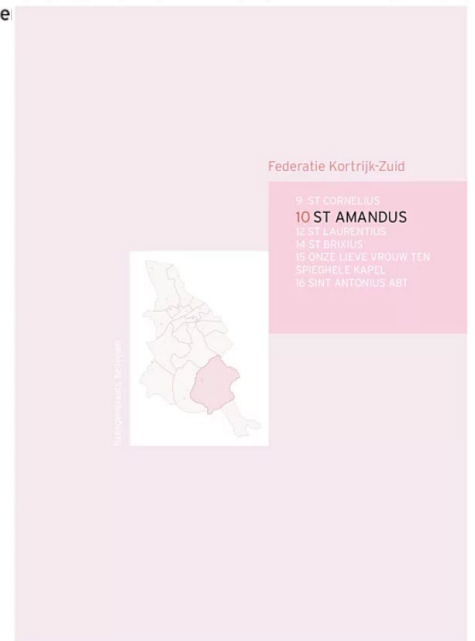 e
Federatie Kortrijk-Zuid
9 ST CORNELIUS
10 ST AMANDUS
12 ST LAURENTIUS
14 ST BRIXIUS
15 ONZE LIEVE VROUW TEN
SPIEGHELE KAPEL
16 SINT ANTONIUS ABT